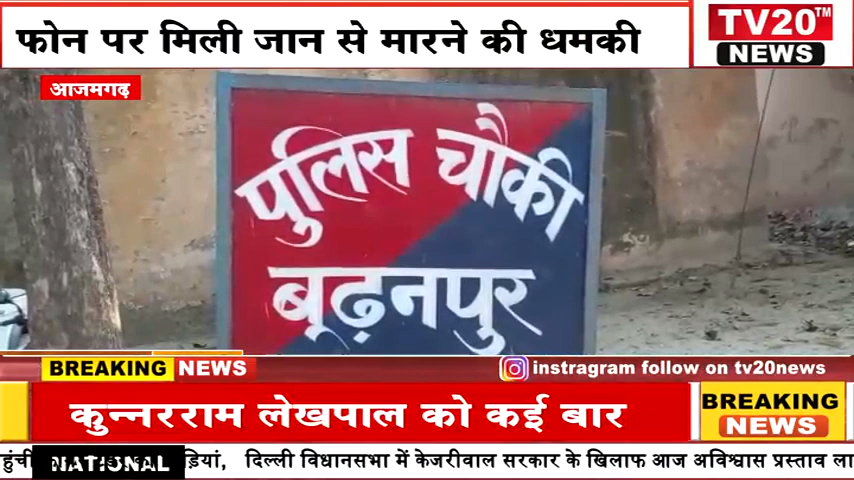 फोन पर मिली जान से मारने की धमकी
TV20™
NEWS
आजमगढ़
पुलिस चौकी
बूढ़नपुर
BREAKING NEWS
instragram follow on tv20news
कुन्नरराम लेखपाल को कई बार
BREAKING
NEWS
NATIONAL
दिल्ली विधानसभा में केजरीवाल सरकार के खिलाफ आज अविश्वास प्रस्ताव ला